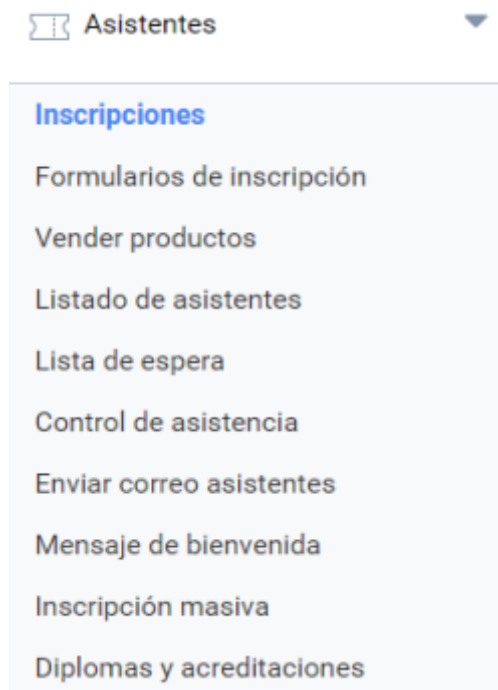 Asistentes
Inscripciones
Formularios de inscripción
Vender productos
Listado de asistentes
Lista de espera
Control de asistencia
Enviar correo asistentes
Mensaje de bienvenida
Inscripción masiva
Diplomas y acreditaciones